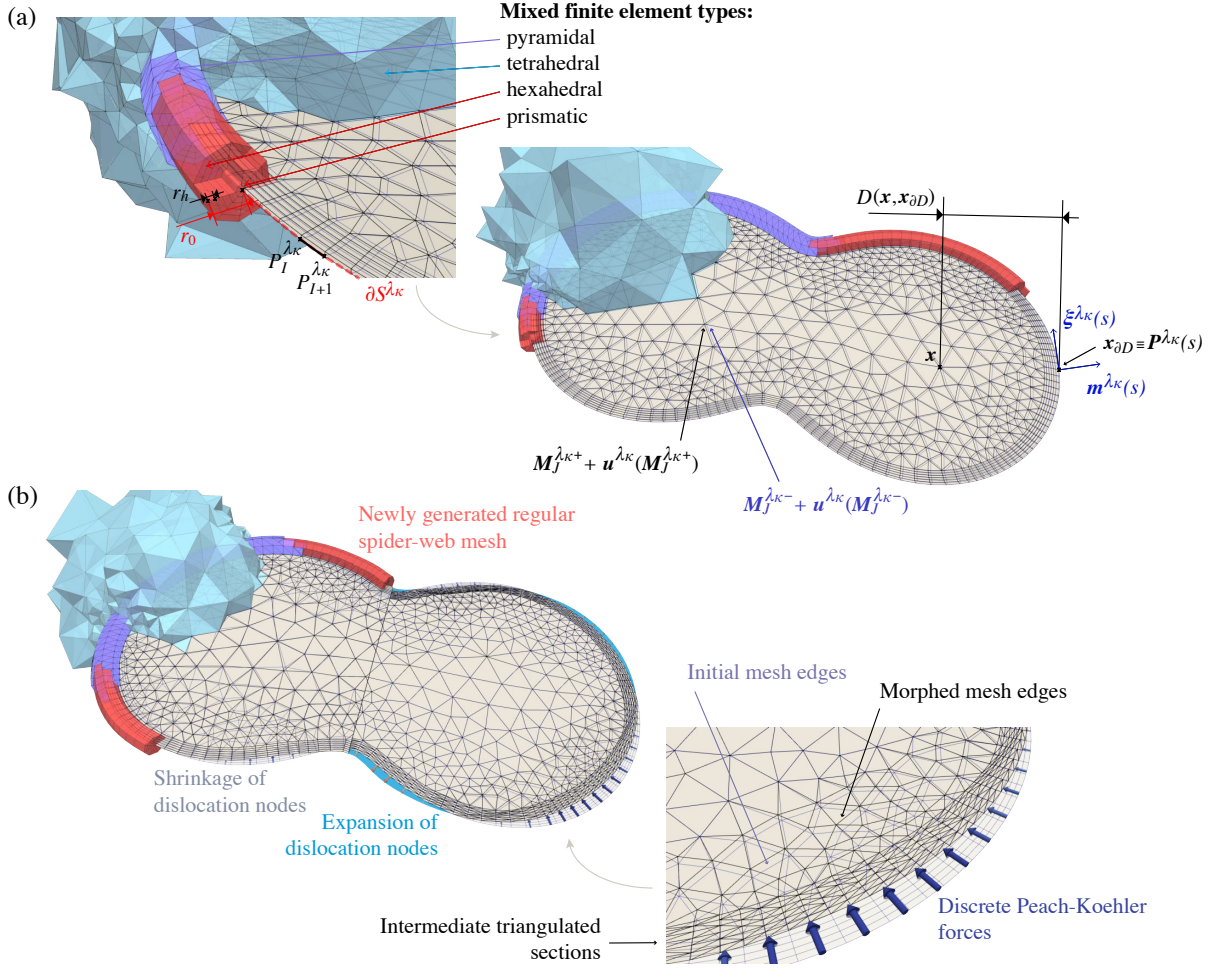 (a)
Mixed finite element types:
pyramidal
tetrahedral
hexahedral
prismatic
r_h
r_0
P_I^{λκ}
P_{I+1}^{λκ}
∂S^{λκ}
D(x, x_{∂D})
ξ^{λκ}(s)
x
x_{∂D} ≡ P^{λκ}(s)
m^{λκ}(s)
M_J^{λκ+} + u^{λκ}(M_J^{λκ+})
M_J^{λκ−} + u^{λκ}(M_J^{λκ−})
(b)
Newly generated regular
spider-web mesh
Initial mesh edges
Morphed mesh edges
Shrinkage of
dislocation nodes
Expansion of
dislocation nodes
Discrete Peach-Koehler
forces
Intermediate triangulated
sections